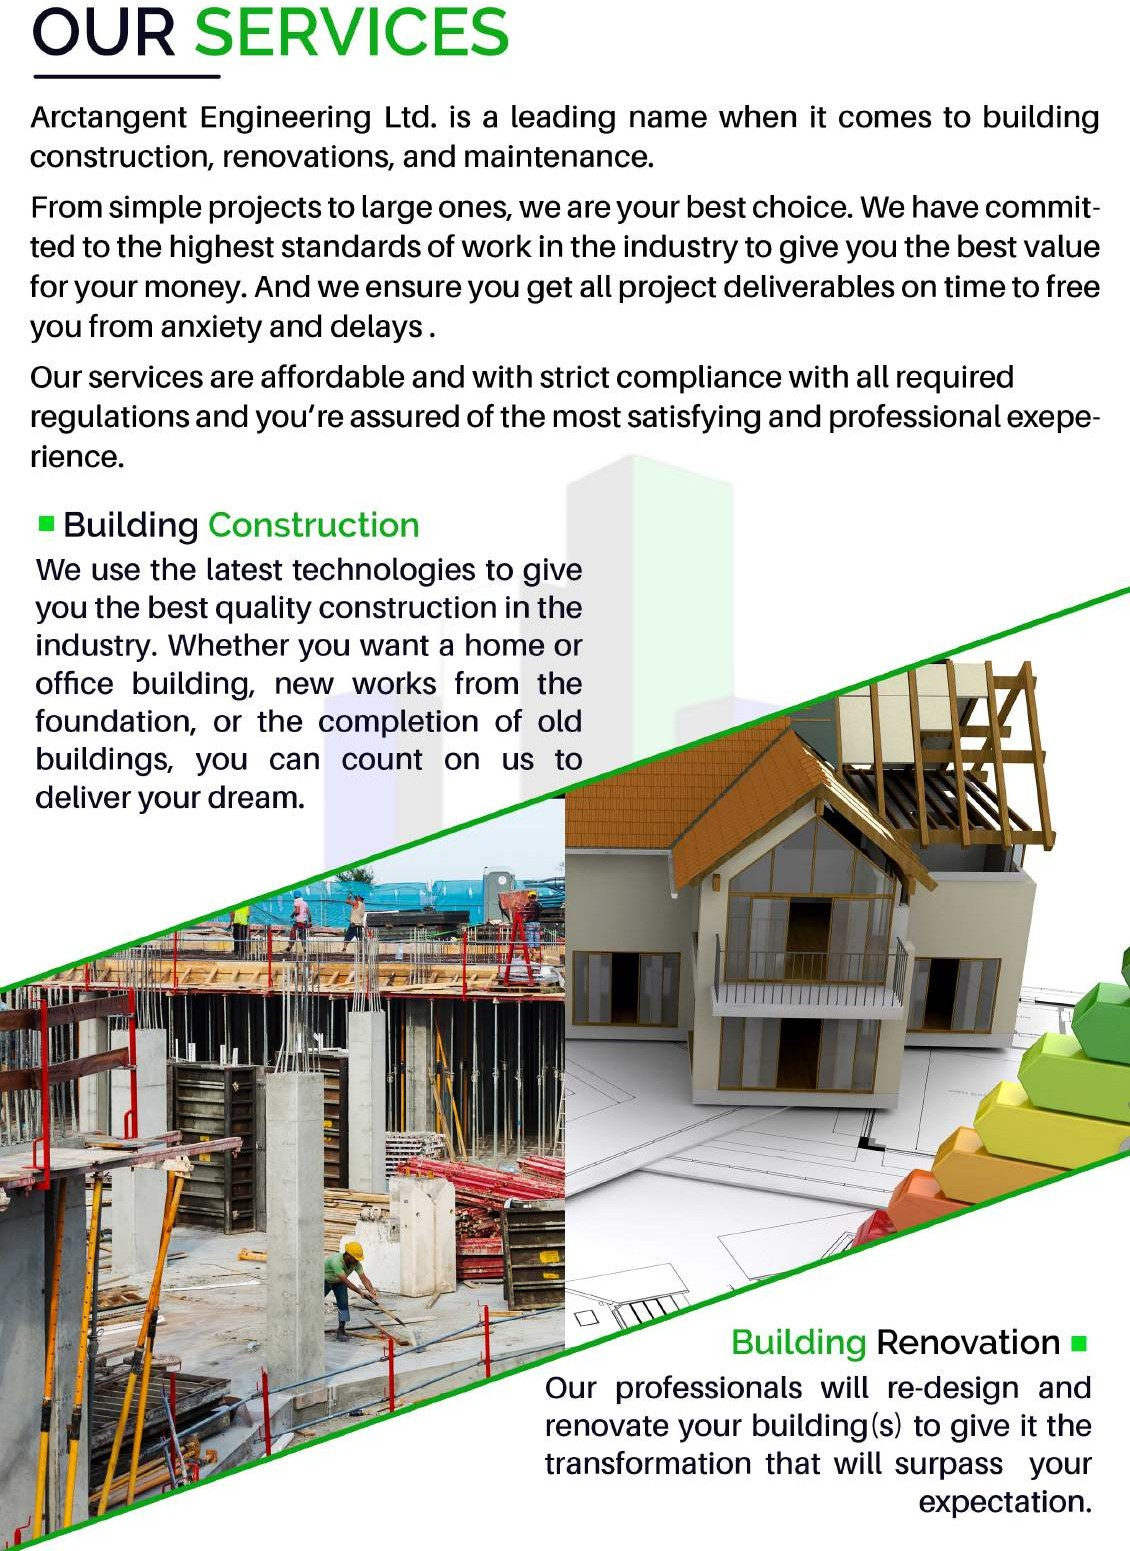 OUR SERVICES
Arctangent Engineering Ltd. is a leading name when it comes to building
construction, renovations, and maintenance.
From simple projects to large ones, we are your best choice. We have commit-
ted to the highest standards of work in the industry to give you the best value
for your money. And we ensure you get all project deliverables on time to free
you from anxiety and delays .
Our services are affordable and with strict compliance with all required
regulations and you're assured of the most satisfying and professional exepe-
rience.
Building Construction
We use the latest technologies to give
you the best quality construction in the
industry. Whether you want a home or
office building, new works from the
foundation, or the completion of old
buildings, you can count on us to
deliver your dream.
Building Renovation
Our professionals will re-design and
renovate your building(s) to give it the
transformation that will surpass your
expectation.